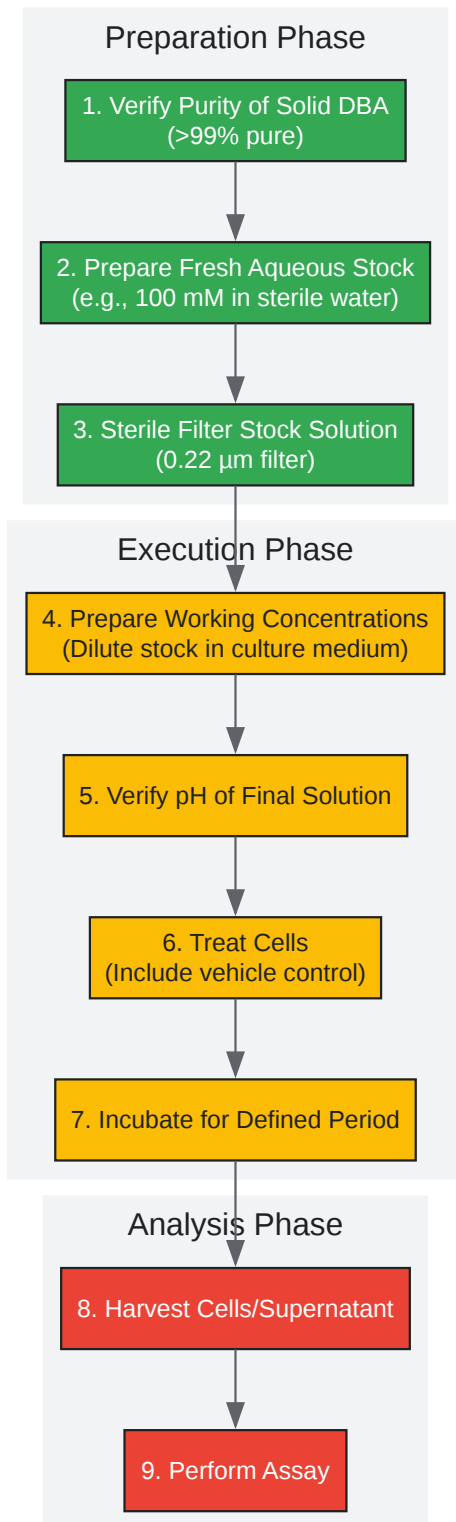 Preparation Phase
1. Verify Purity of Solid DBA
(>99% pure)
2. Prepare Fresh Aqueous Stock
(e.g., 100 mM in sterile water)
3. Sterile Filter Stock Solution
(0.22 µm filter)
Execution Phase
4. Prepare Working Concentrations
(Dilute stock in culture medium)
5. Verify pH of Final Solution
6. Treat Cells
(Include vehicle control)
7. Incubate for Defined Period
Analysis Phase
8. Harvest Cells/Supernatant
9. Perform Assay